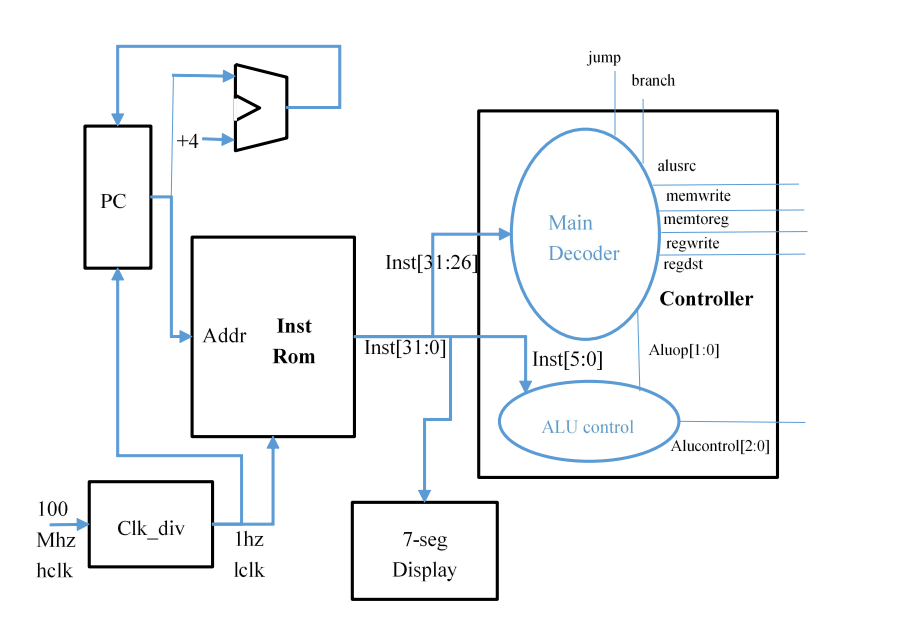 jump
branch
+4
PC
alusrc
memwrite
memtoreg
regwrite
regdst
Main
Decoder
Inst[31:26]
Controller
Addr
Inst
Rom
Inst[31:0]
Inst[5:0]
Aluop[1:0]
ALU control
Alucontrol[2:0]
100
Mhz
hclk
Clk_div
1hz
lclk
7-seg
Display